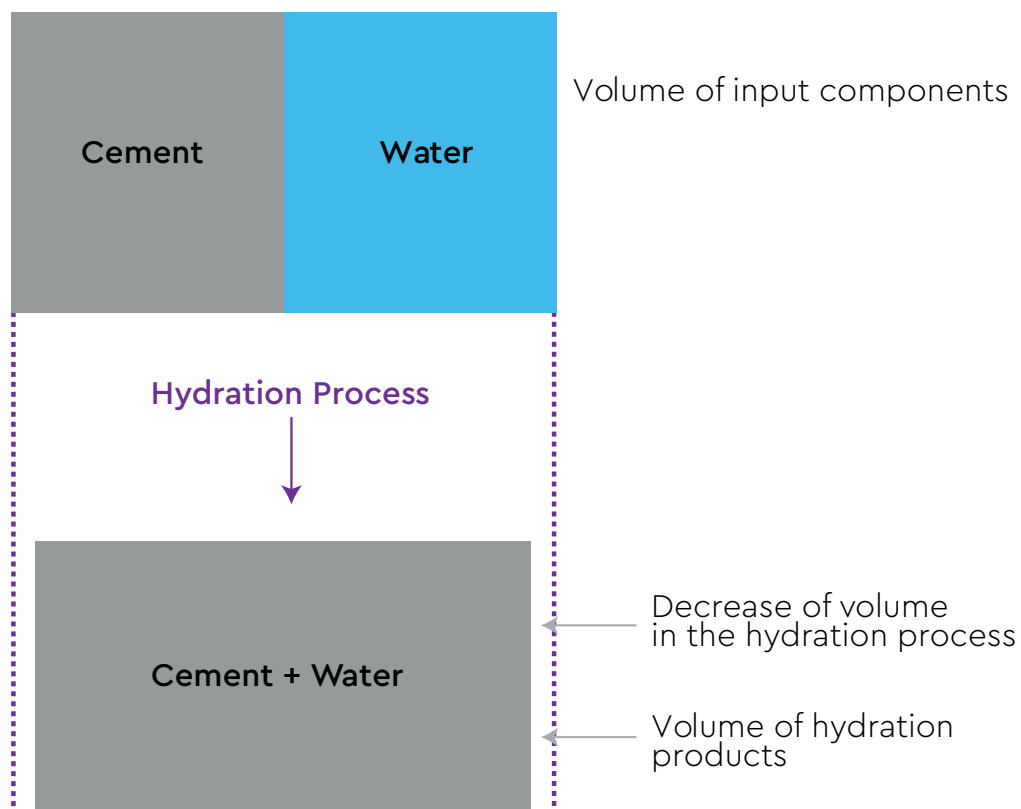 Cement
Water
Volume of input components
Hydration Process
Cement + Water
Decrease of volume
in the hydration process
Volume of hydration
products